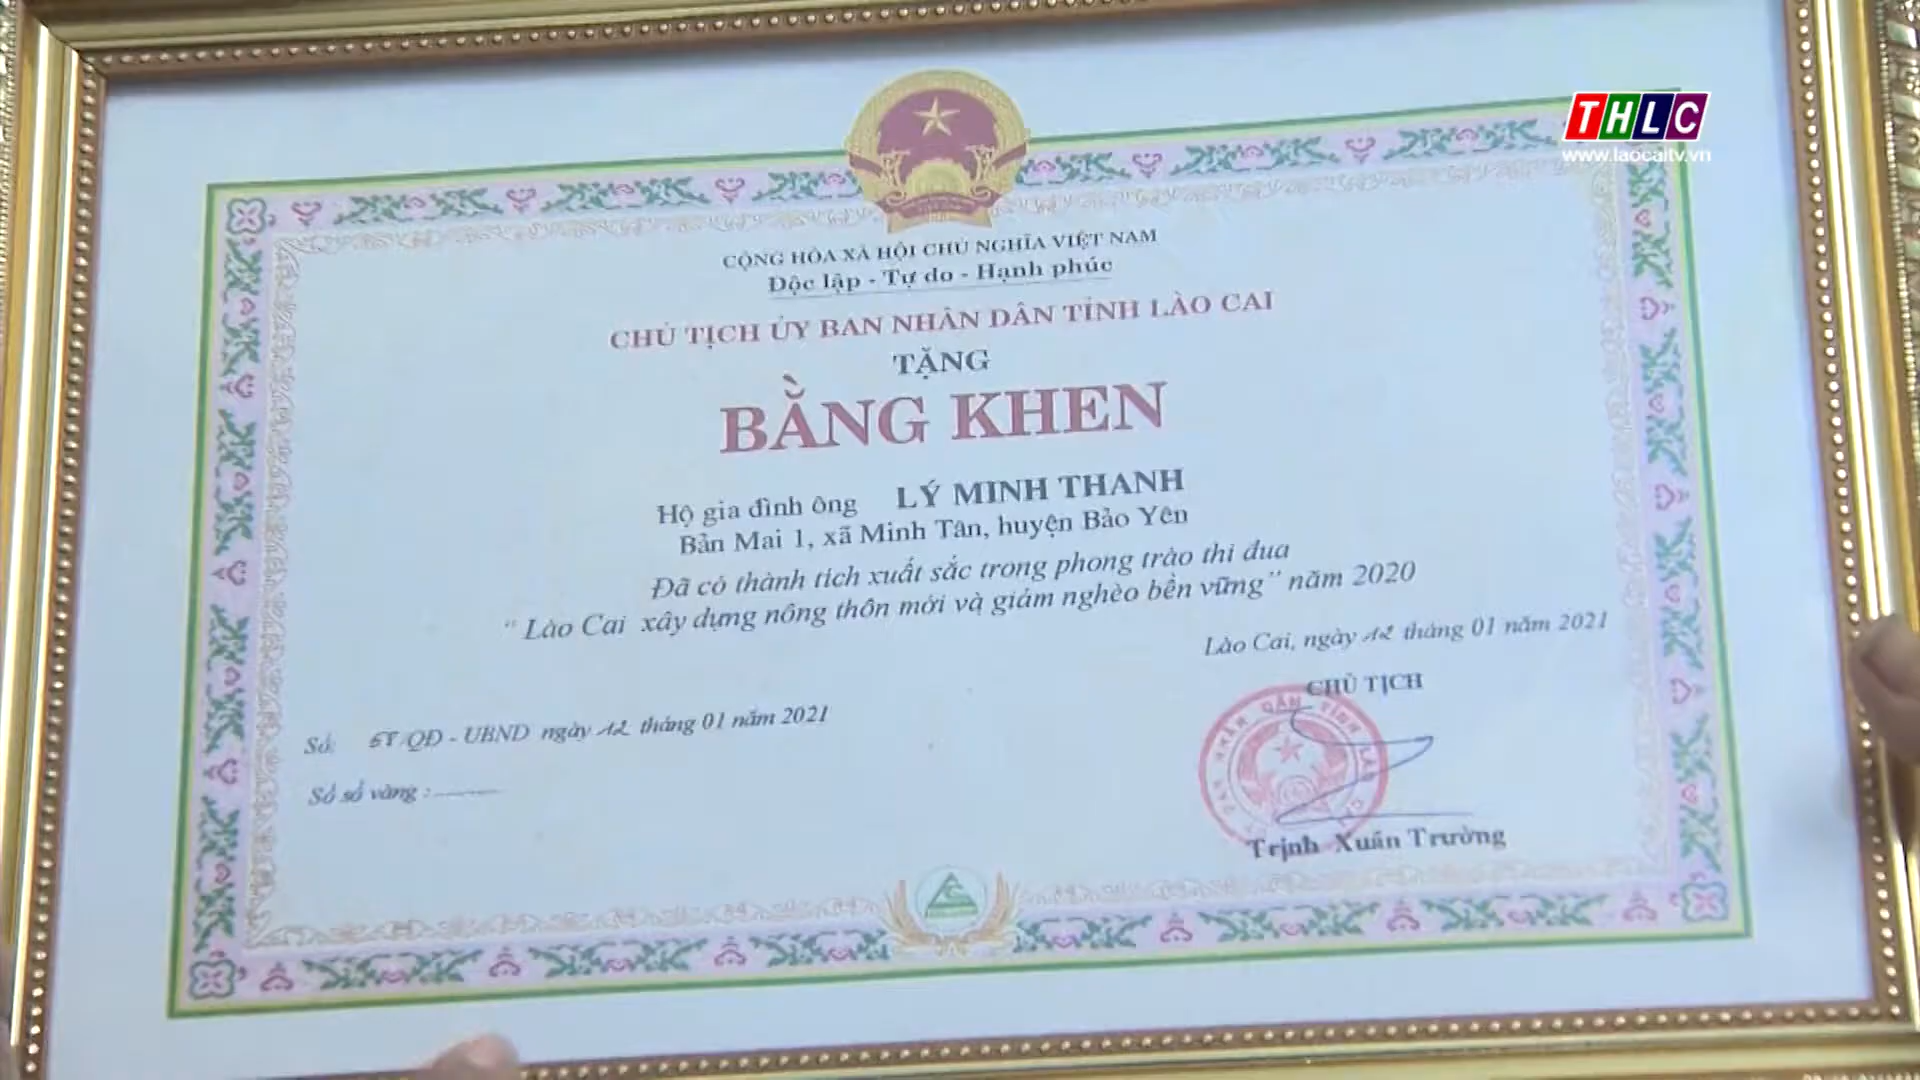 THLC
www.laocaitv.vn
CỘNG HÒA XÃ HỘI CHỦ NGHĨA VIỆT NAM
Độc lập - Tự do - Hạnh phúc
CHỦ TỊCH ỦY BAN NHÂN DÂN TỈNH LÀO CAI
TẶNG
BẰNG KHEN
Hộ gia đình ông LÝ MINH THANH
Bản Mai 1, xã Minh Tân, huyện Bảo Yên
Đã có thành tích xuất sắc trong phong trào thi đua
“ Lào Cai xây dựng nông thôn mới và giảm nghèo bền vững” năm 2020
Lào Cai, ngày 12 tháng 01 năm 2021
CHỦ TỊCH
Số: /QĐ - UBND ngày 12 tháng 01 năm 2021
Số sổ vàng :
NHÂN DÂN TỈNH LÀO
Trịnh Xuân Trường